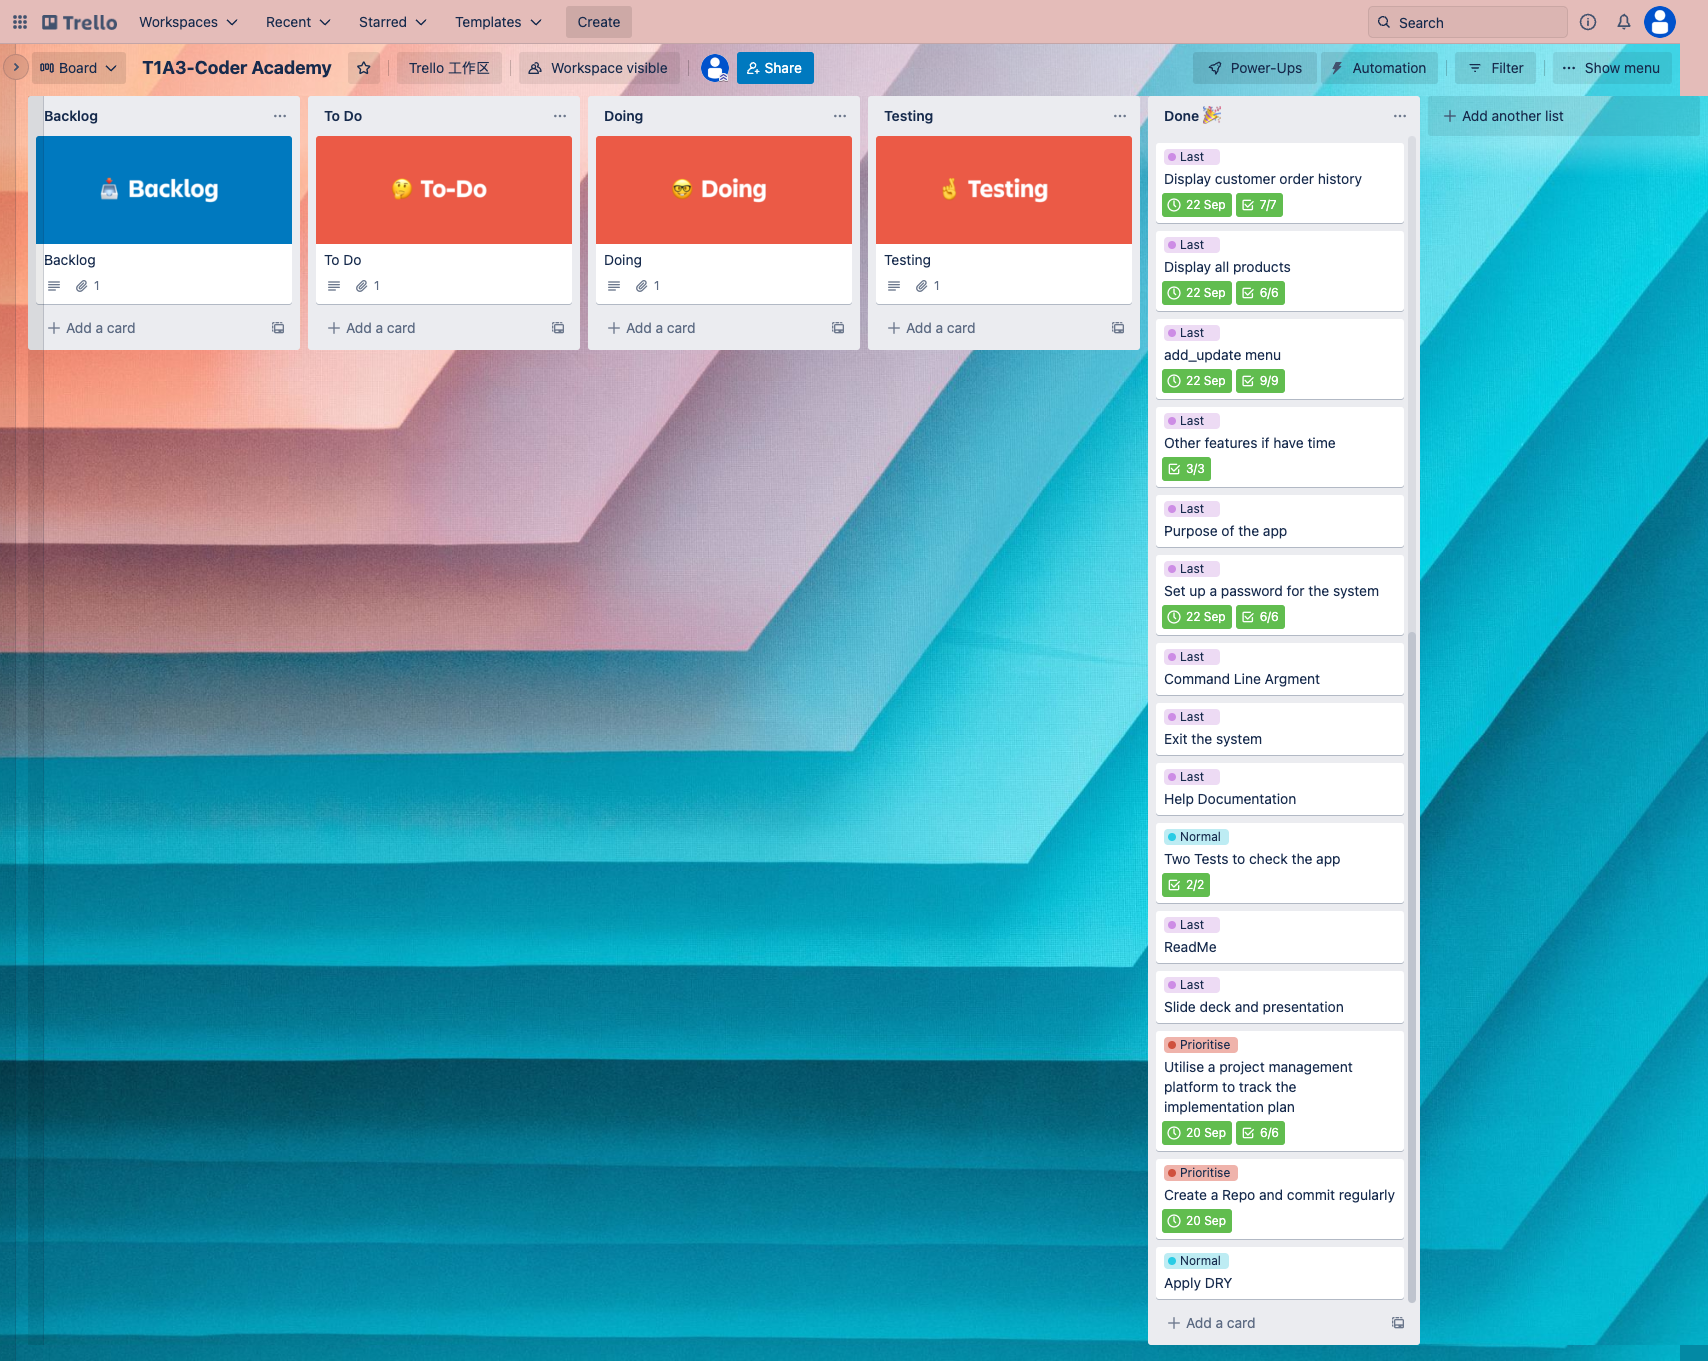 Trello Workspaces Recent Starred Templates Create Search
Board T1A3-Coder Academy Trello 工作区 Workspace visible Share Power-Ups Automation Filter Show menu
Backlog
Backlog
Backlog
1
Add a card
To Do
To-Do
To Do
1
Add a card
Doing
Doing
Doing
1
Add a card
Testing
Testing
Testing
1
Add a card
Done
Last
Display customer order history
22 Sep 7/7
Last
Display all products
22 Sep 6/6
Last
add_update menu
22 Sep 9/9
Last
Other features if have time
3/3
Last
Purpose of the app
Last
Set up a password for the system
22 Sep 6/6
Last
Command Line Argment
Last
Exit the system
Last
Help Documentation
Normal
Two Tests to check the app
2/2
Last
ReadMe
Last
Slide deck and presentation
Prioritise
Utilise a project management
platform to track the
implementation plan
20 Sep 6/6
Prioritise
Create a Repo and commit regularly
20 Sep
Normal
Apply DRY
Add a card
Add another list